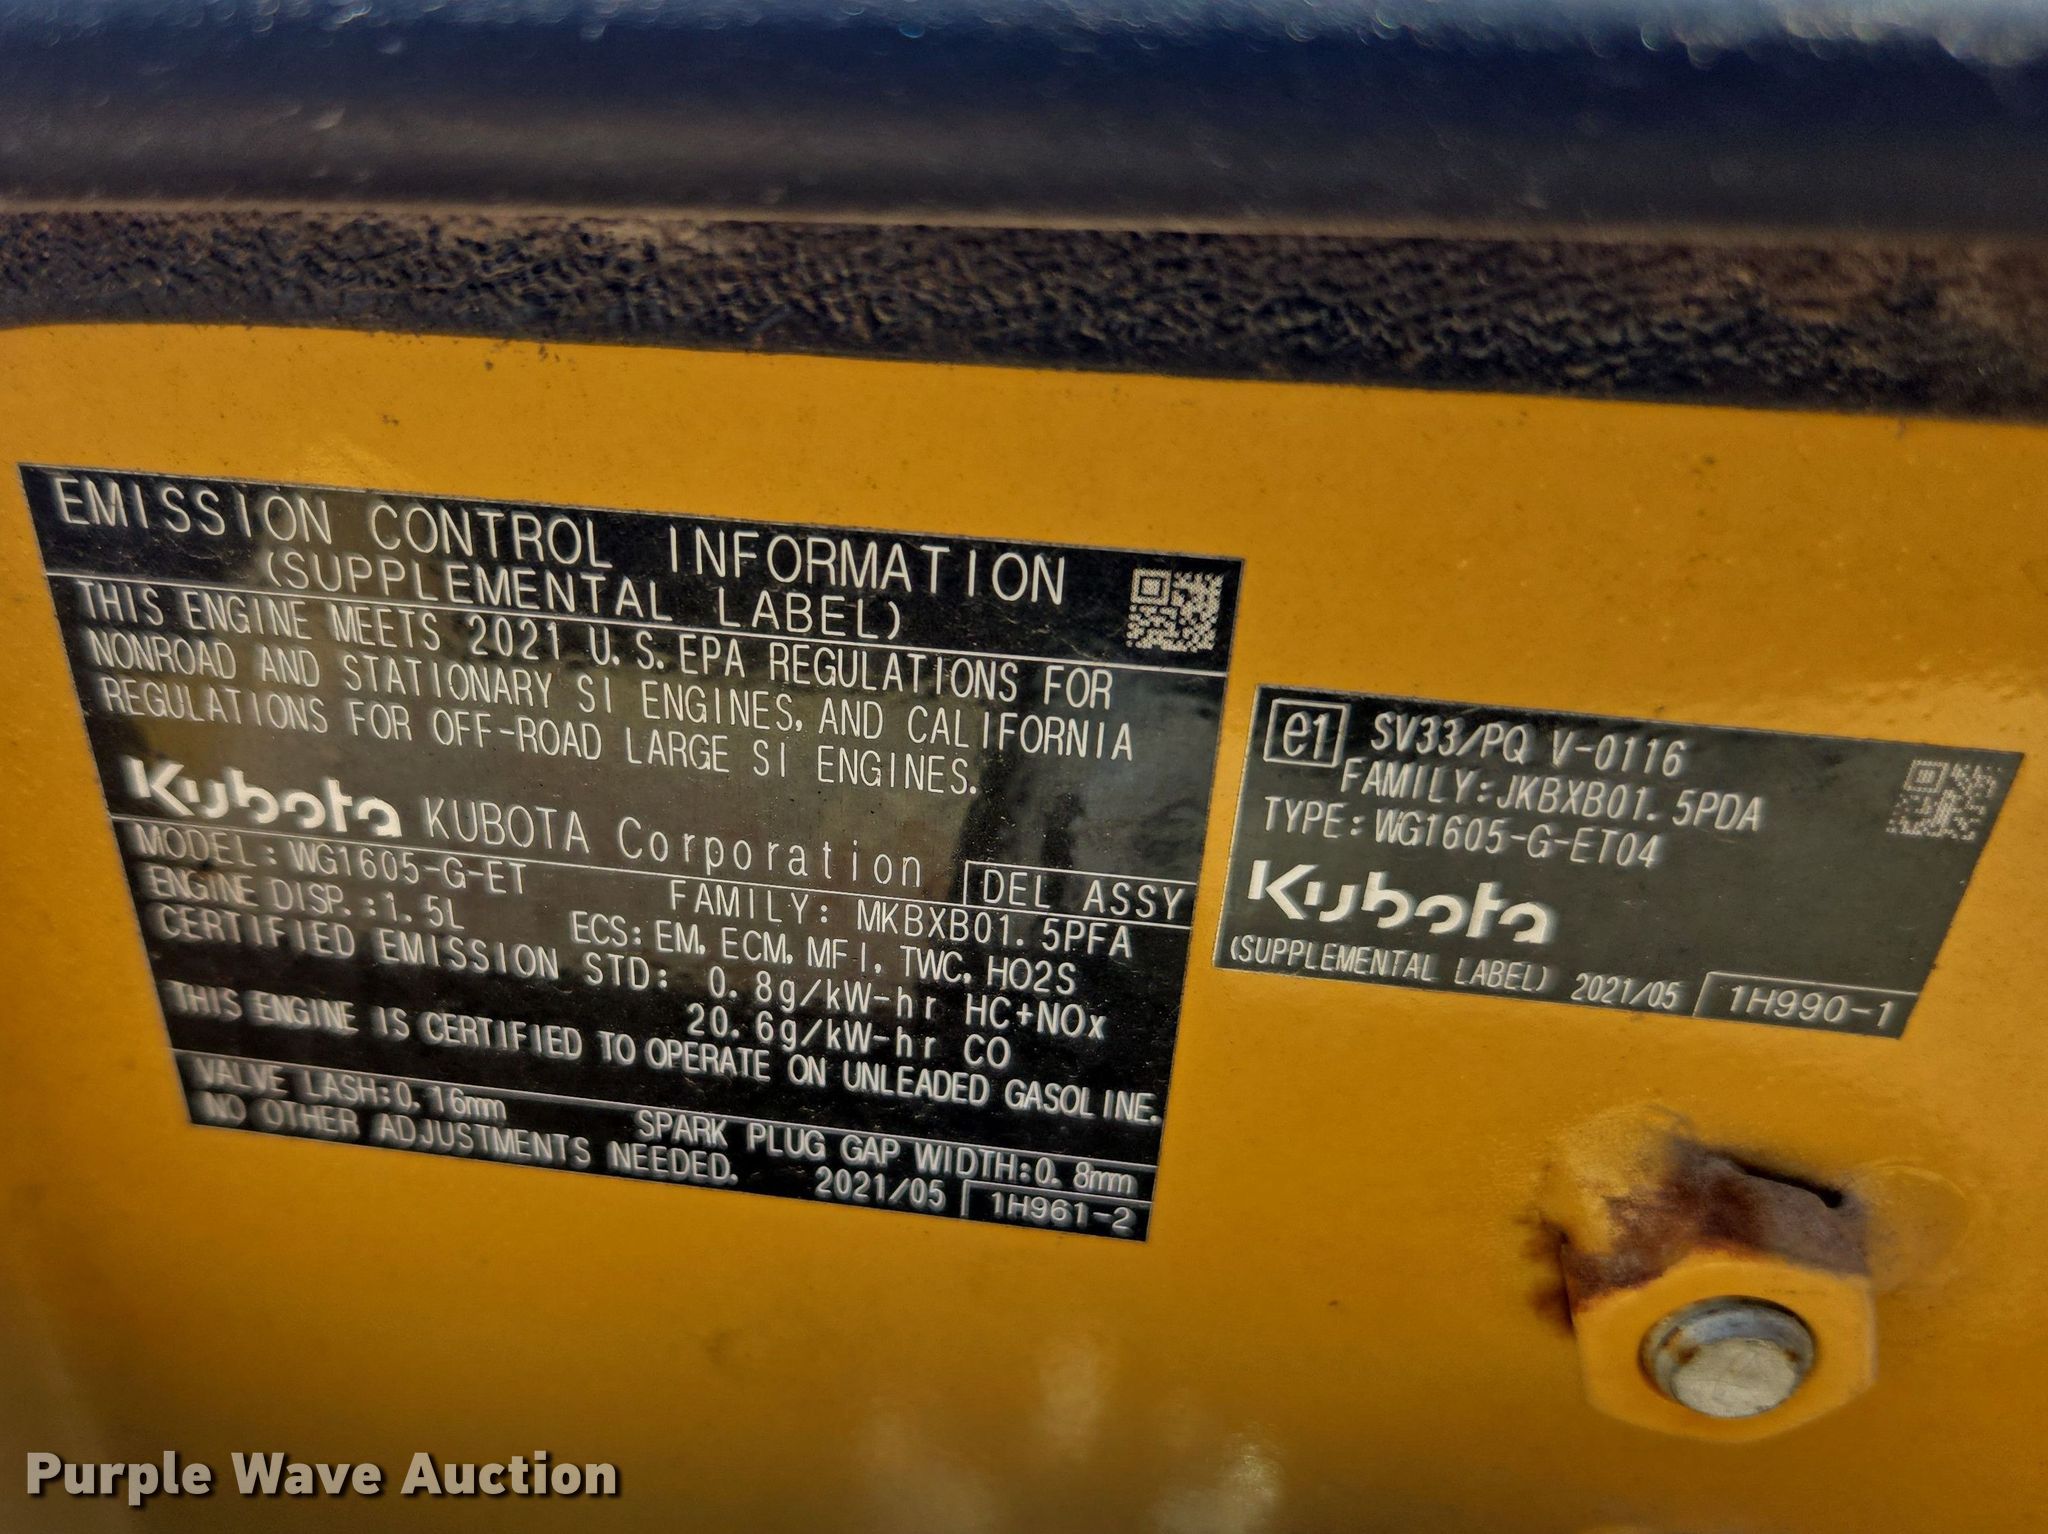 EMISSION CONTROL INFORMATION
(SUPPLEMENTAL LABEL)
THIS ENGINE MEETS 2021 U.S.EPA REGULATIONS FOR
NONROAD AND STATIONARY SI ENGINES, AND CALIFORNIA
REGULATIONS FOR OFF-ROAD LARGE SI ENGINES.
Kubota KUBOTA Corporation DEL ASSY
MODEL:WG1605-G-ET FAMILY: MKBXB01.5PFA
ENGINE DISP.:1.5L ECS:EM, ECM, MFI, TWC, HO2S
CERTIFIED EMISSION STD: 0.8g/kW-hr HC+NOx
20.6g/kW-hr CO
THIS ENGINE IS CERTIFIED TO OPERATE ON UNLEADED GASOLINE.
VALVE LASH:0.16mm SPARK PLUG GAP WIDTH:0.8mm
NO OTHER ADJUSTMENTS NEEDED. 2021/05 1H961-2
e1 SV33/PQ V-0116
FAMILY:JKBXB01.5PDA
TYPE:WG1605-G-ET04
Kubota
(SUPPLEMENTAL LABEL) 2021/05 1H990-1
Purple Wave Auction